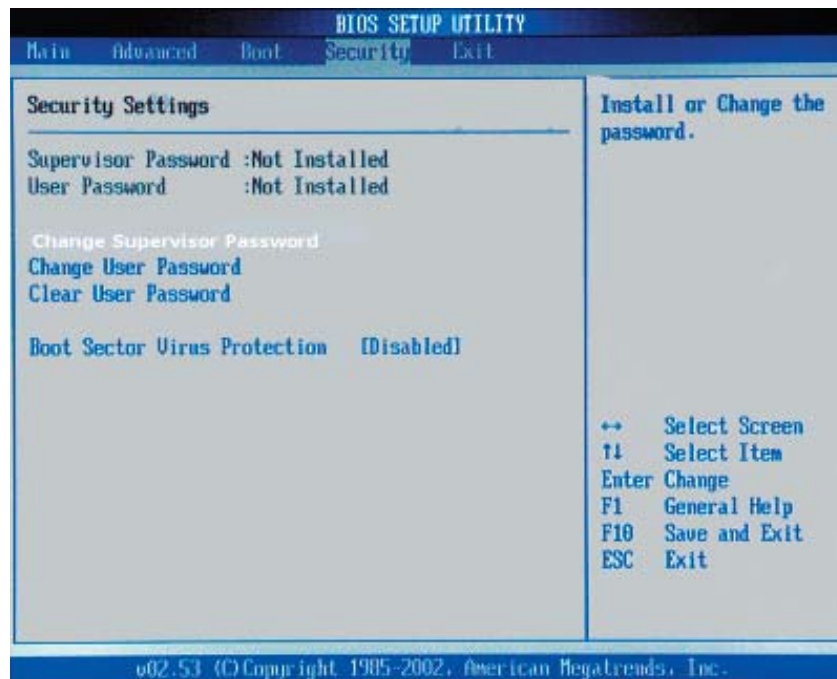 BIOS SETUP UTILITY
Main Advanced Boot Security Exit
Security Settings
Supervisor Password :Not Installed
User Password :Not Installed
Change Supervisor Password
Change User Password
Clear User Password
Boot Sector Virus Protection [Disabled]
Install or Change the
password.
↔ Select Screen
↑↓ Select Item
Enter Change
F1 General Help
F10 Save and Exit
ESC Exit
v02.53 (C)Copyright 1985-2002, American Megatrends, Inc.